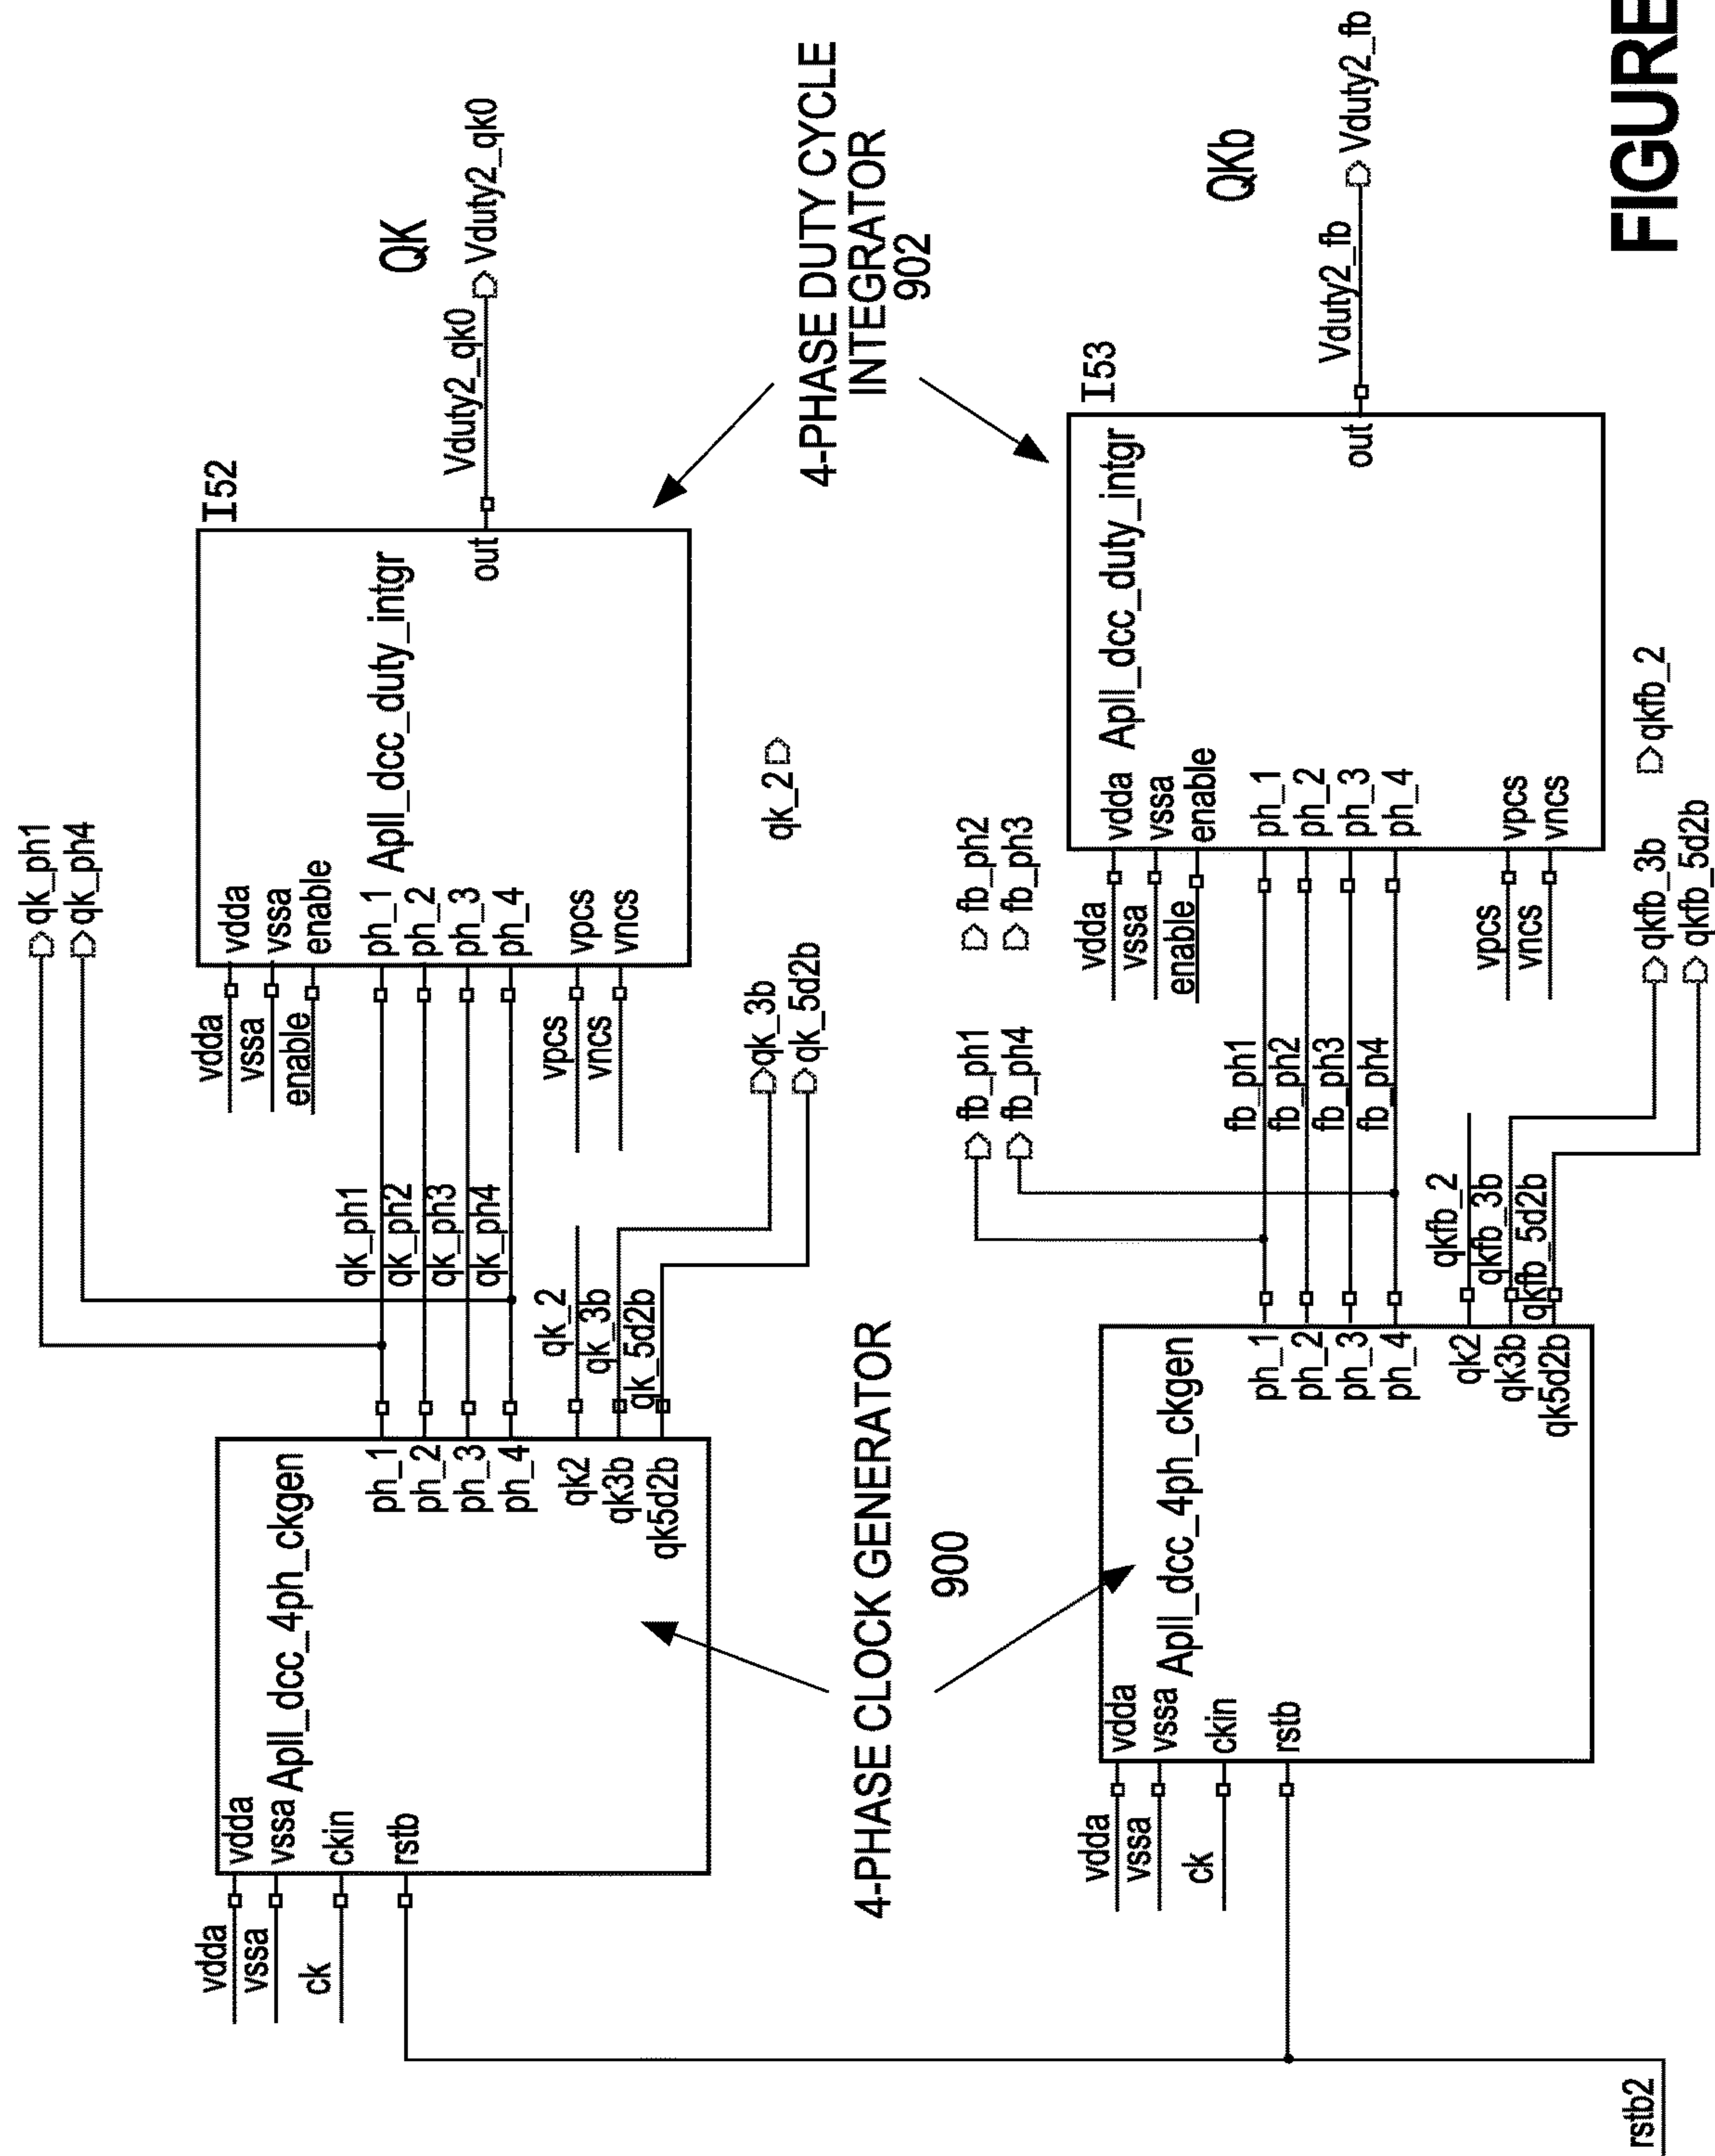 qk_ph1
qk_ph4
I52
QK
vdda
vssa
enable
vdda
vssa
enable
Apll_dcc_duty_intgr
out
Vduty2_qk0
Vduty2_qk0
ph_1
ph_2
ph_3
ph_4
vpcs
vncs
vpcs
vncs
qk_ph1
qk_ph2
qk_ph3
qk_ph4
vdda
vssa
ck
vdda
vssa
ckin
rstb
Apll_dcc_4ph_ckgen
ph_1
ph_2
ph_3
ph_4
qk2
qk3b
qk5d2b
qk_2
qk_3b
qk_5d2b
qk_3b
qk_5d2b
qk_2
4-PHASE CLOCK GENERATOR
900
4-PHASE DUTY CYCLE
INTEGRATOR
902
fb_ph1
fb_ph4
fb_ph2
fb_ph3
I53
QKb
vdda
vssa
enable
vdda
vssa
enable
Apll_dcc_duty_intgr
out
Vduty2_fb
Vduty2_fb
ph_1
ph_2
ph_3
ph_4
vpcs
vncs
vpcs
vncs
fb_ph1
fb_ph2
fb_ph3
fb_ph4
vdda
vssa
ck
vdda
vssa
ckin
rstb
Apll_dcc_4ph_ckgen
ph_1
ph_2
ph_3
ph_4
qk2
qk3b
qk5d2b
qkfb_2
qkfb_3b
qkfb_5d2b
qkfb_3b
qkfb_5d2b
qkfb_2
rstb2
FIGURE